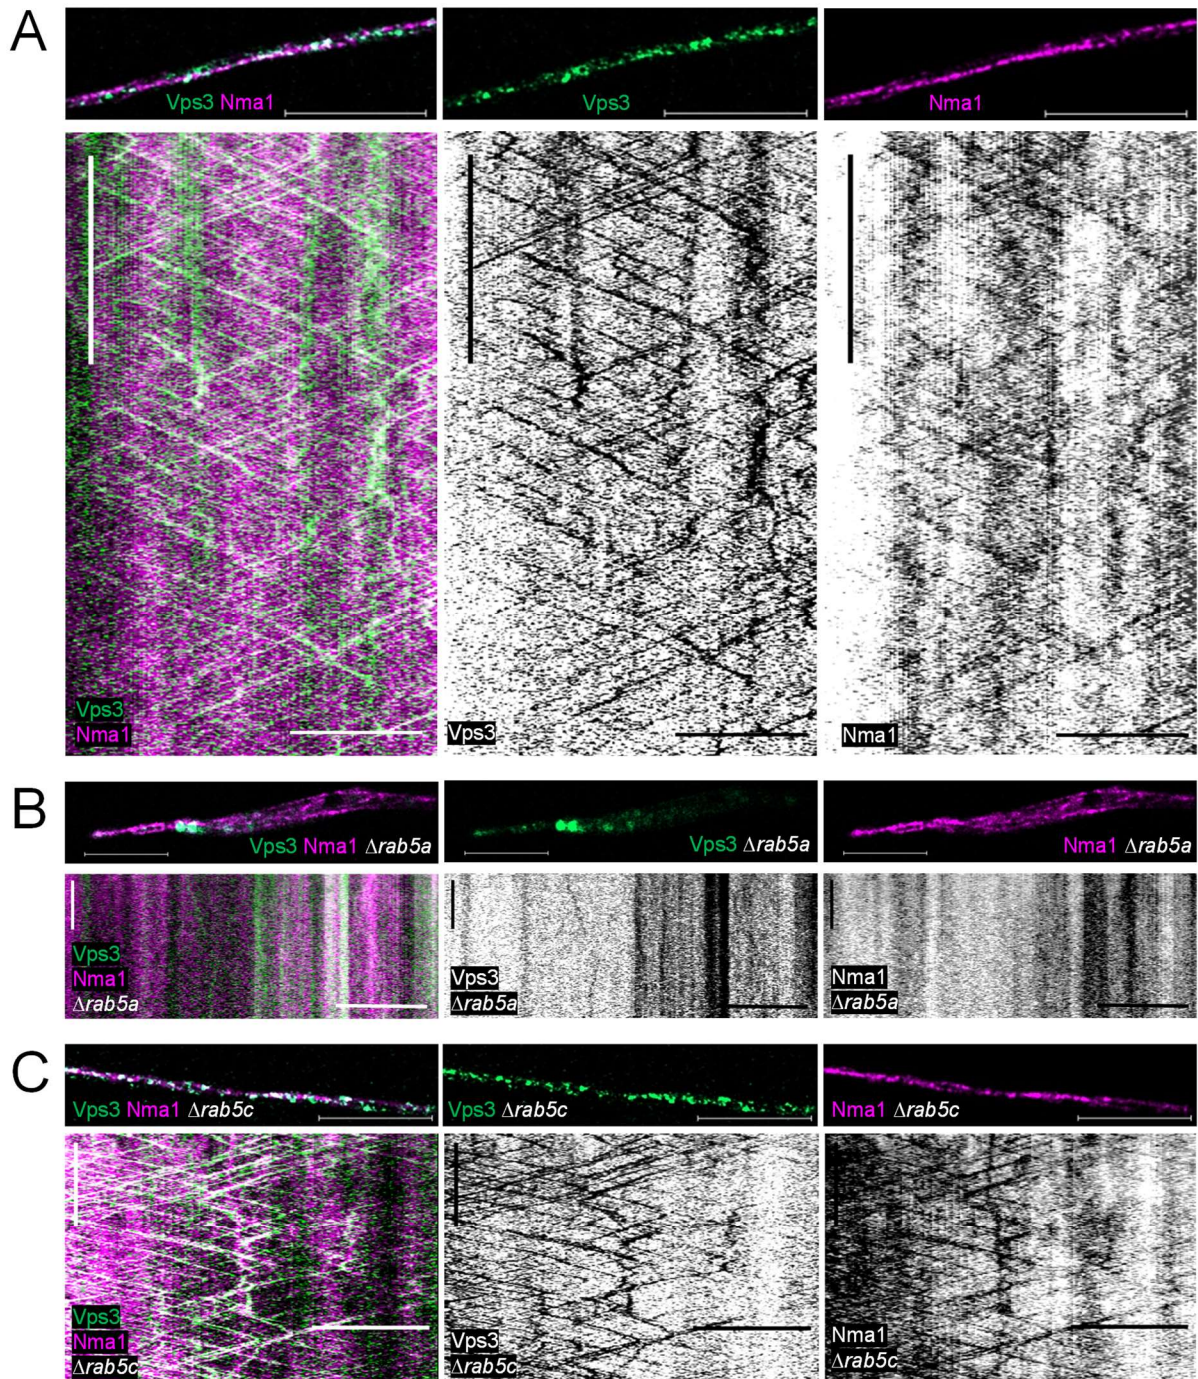 A
Vps3 Nma1
Vps3
Nma1
Vps3
Nma1
Vps3
Nma1
B
Vps3 Nma1 Δrab5a
Vps3 Δrab5a
Nma1 Δrab5a
Vps3
Nma1
Δrab5a
Vps3
Δrab5a
Nma1
Δrab5a
C
Vps3 Nma1 Δrab5c
Vps3 Δrab5c
Nma1 Δrab5c
Vps3
Nma1
Δrab5c
Vps3
Δrab5c
Nma1
Δrab5c